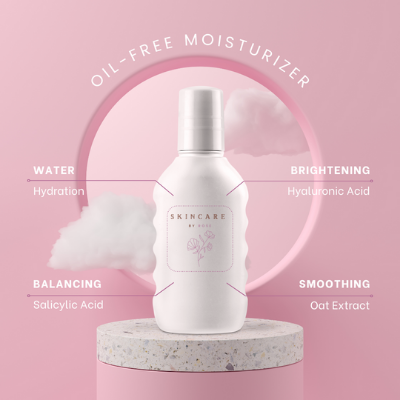 OIL-FREE MOISTURIZER
WATER
Hydration
BRIGHTENING
Hyaluronic Acid
SKINCARE
BALANCING
Salicylic Acid
SMOOTHING
Oat Extract